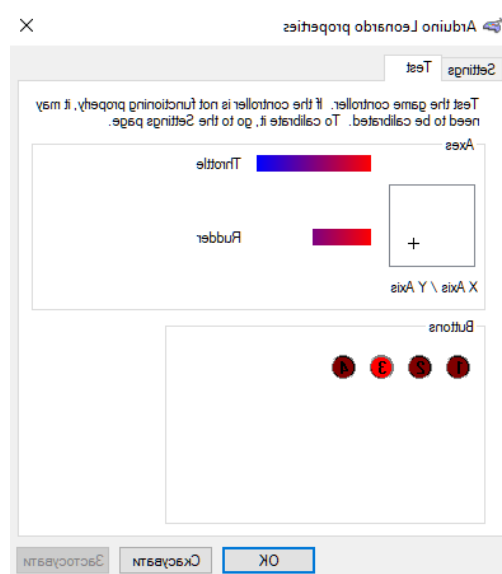 Arduino Leonardo properties
Settings Test
Test the game controller. If the controller is not functioning properly, it may
need to be calibrated. To calibrate it, go to the Settings page.
Axes
Throttle
Rudder
X Axis / Y Axis
Buttons
1 2 3 4
OK Скасувати Застосувати